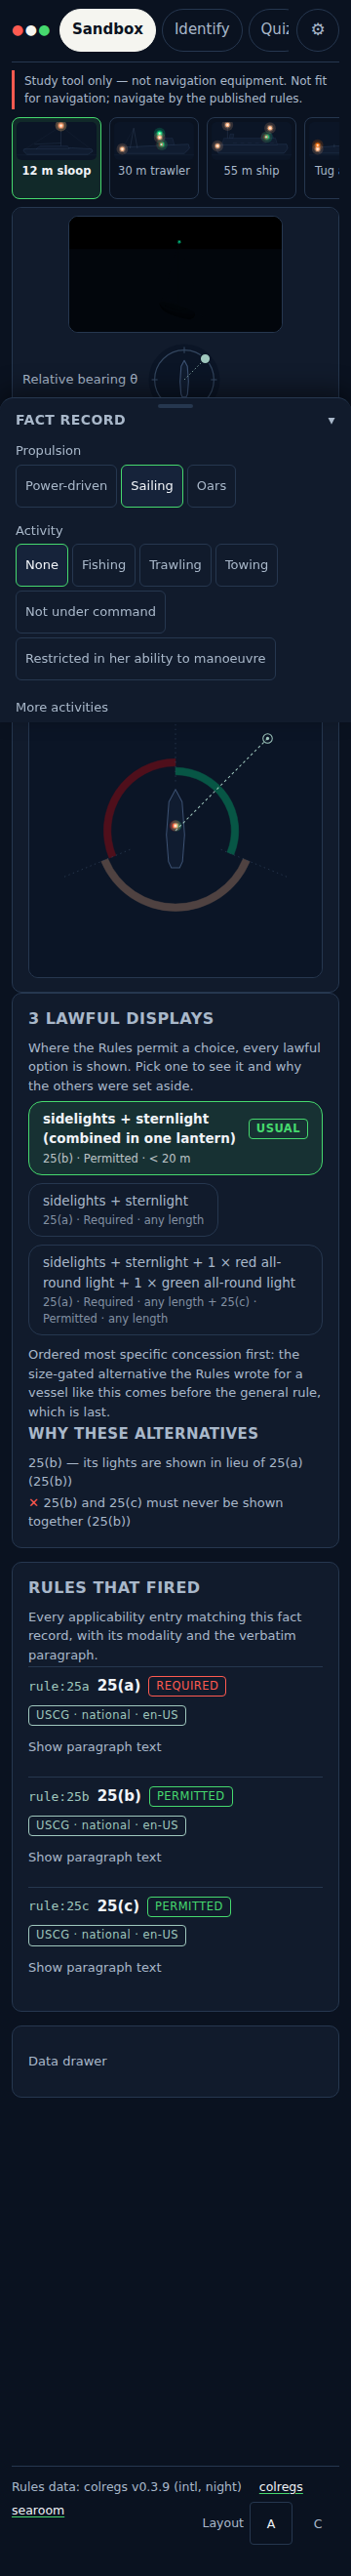 Sandbox
Identify
Quiz
Study tool only — not navigation equipment. Not fit
for navigation; navigate by the published rules.
12 m sloop
30 m trawler
55 m ship
Tug
Relative bearing θ
FACT RECORD
Propulsion
Power-driven
Sailing
Oars
Activity
None
Fishing
Trawling
Towing
Not under command
Restricted in her ability to manoeuvre
More activities
3 LAWFUL DISPLAYS
Where the Rules permit a choice, every lawful
option is shown. Pick one to see it and why
the others were set aside.
sidelights + sternlight
(combined in one lantern)
USUAL
25(b) · Permitted · < 20 m
sidelights + sternlight
25(a) · Required · any length
sidelights + sternlight + 1 × red all-
round light + 1 × green all-round light
25(a) · Required · any length + 25(c) ·
Permitted · any length
Ordered most specific concession first: the
size-gated alternative the Rules wrote for a
vessel like this comes before the general rule,
which is last.
WHY THESE ALTERNATIVES
25(b) — its lights are shown in lieu of 25(a)
(25(b))
✕ 25(b) and 25(c) must never be shown
together (25(b))
RULES THAT FIRED
Every applicability entry matching this fact
record, with its modality and the verbatim
paragraph.
rule:25a 25(a) REQUIRED
USCG · national · en-US
Show paragraph text
rule:25b 25(b) PERMITTED
USCG · national · en-US
Show paragraph text
rule:25c 25(c) PERMITTED
USCG · national · en-US
Show paragraph text
Data drawer
Rules data: colregs v0.3.9 (intl, night) colregs
searoom
Layout A C